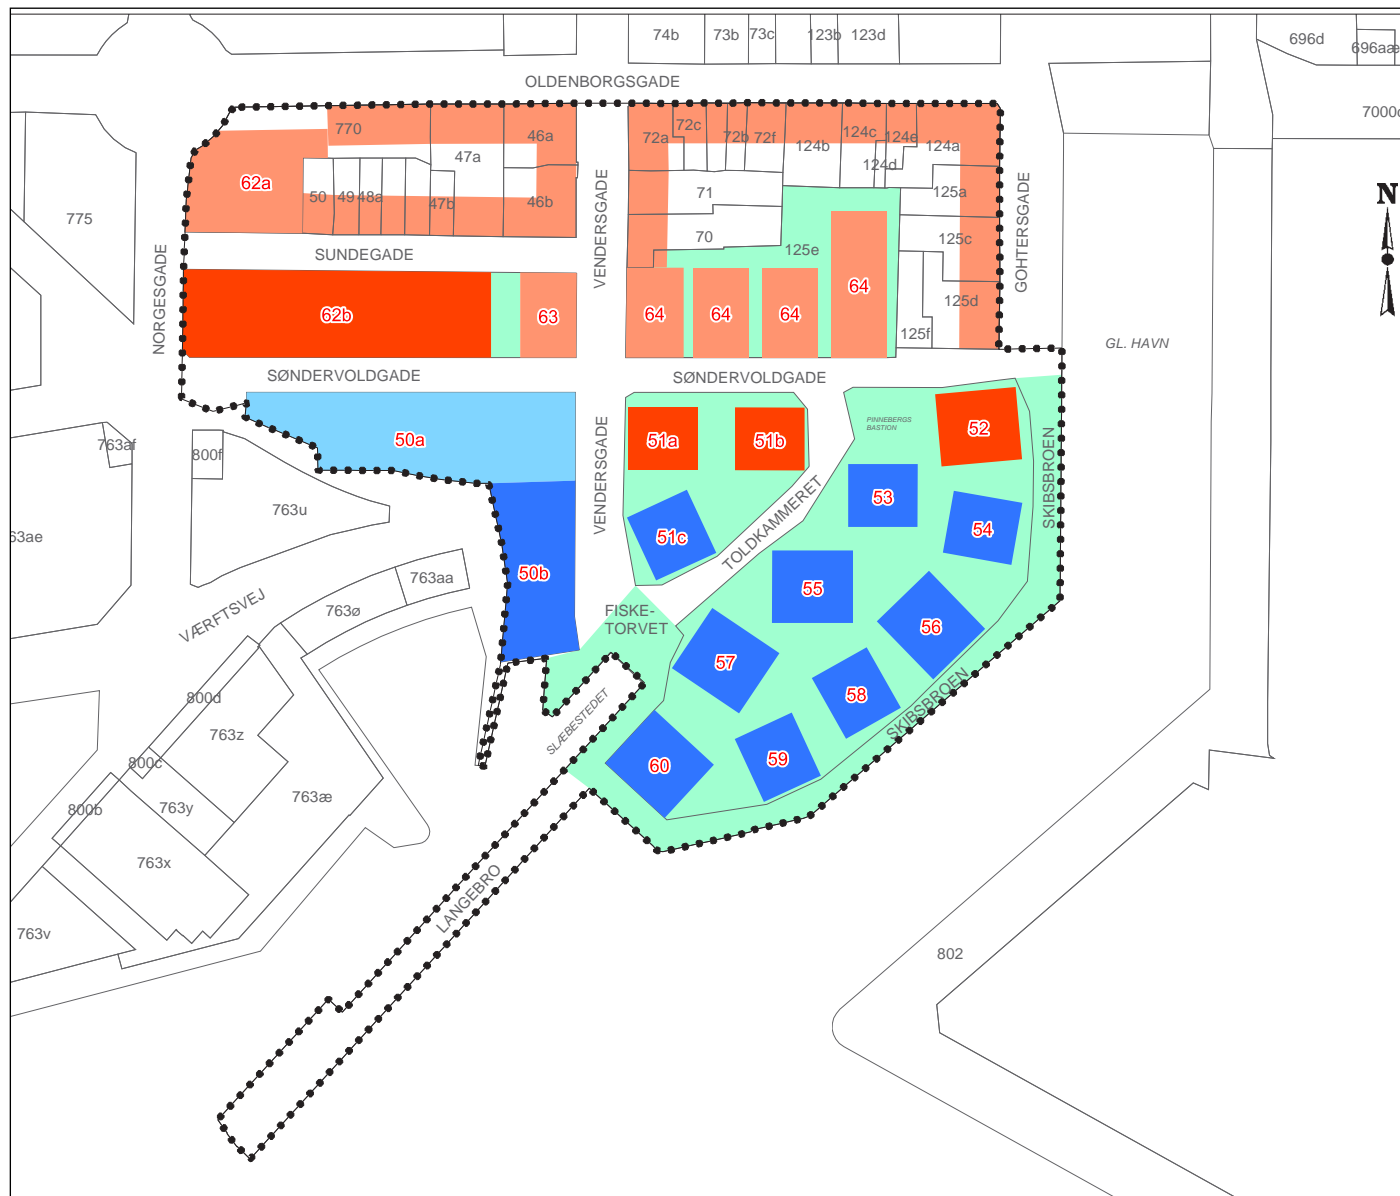 74b
73b
73c
123b
123d
696d
696aæ
7000c
OLDENBORGSGADE
770
46a
47a
72a
72c
72b
72f
124b
124c
124e
124d
124a
62a
50
49
48a
47b
46b
71
125a
775
70
125e
125c
N
SUNDEGADE
VENDERSGADE
GOHTERSGADE
NORGESGADE
62b
63
64
64
64
64
125f
125d
GL. HAVN
SØNDERVOLDGADE
SØNDERVOLDGADE
50a
51a
51b
PINNEBERGS
BASTION
52
763af
800f
VENDERSGADE
SKIBSBROEN
763u
53
54
51c
TOLDKAMMERET
63ae
763aa
50b
55
763ø
VÆRFTSVEJ
FISKE-
TORVET
56
57
58
800d
763z
SLÆBESTEDET
SKIBSBROEN
800c
60
59
800b
763y
763æ
763x
LANGEBRO
763v
802